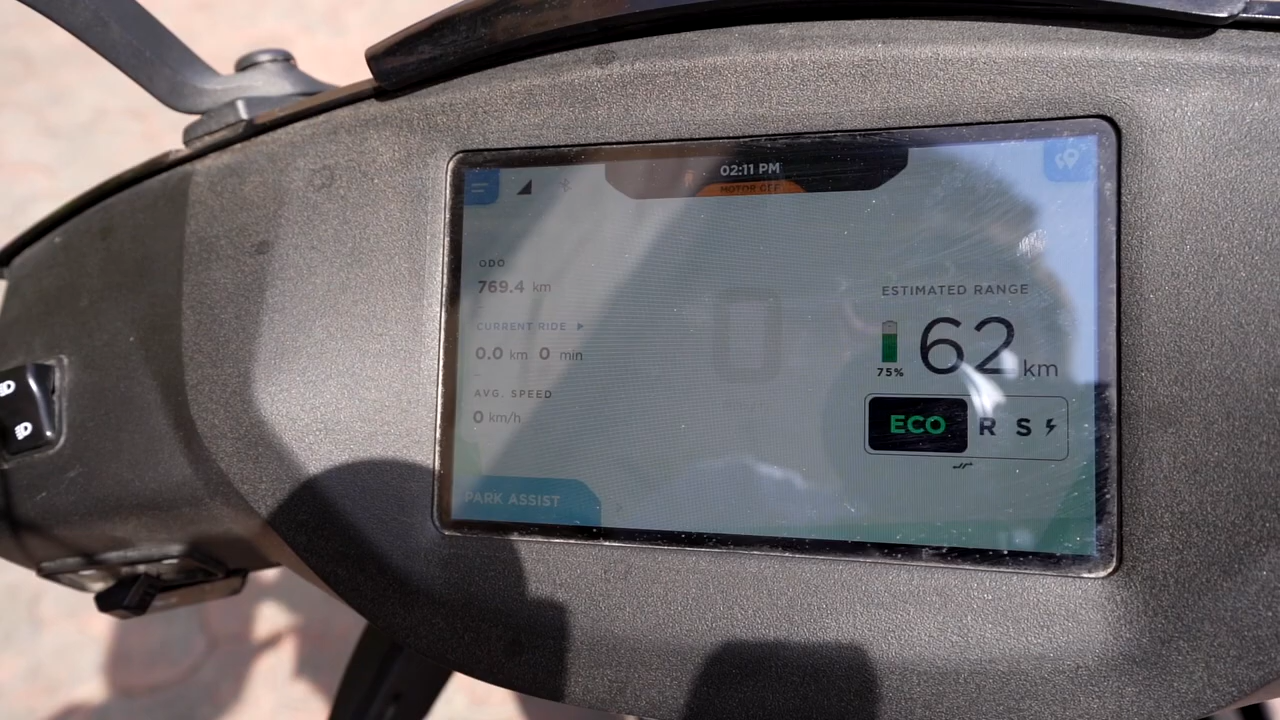 02:11 PM
MOTOR OFF
ODO
769.4 km
CURRENT RIDE
0.0 km 0 min
AVG. SPEED
0 km/h
PARK ASSIST
0
ESTIMATED RANGE
62 km
75%
ECO R S